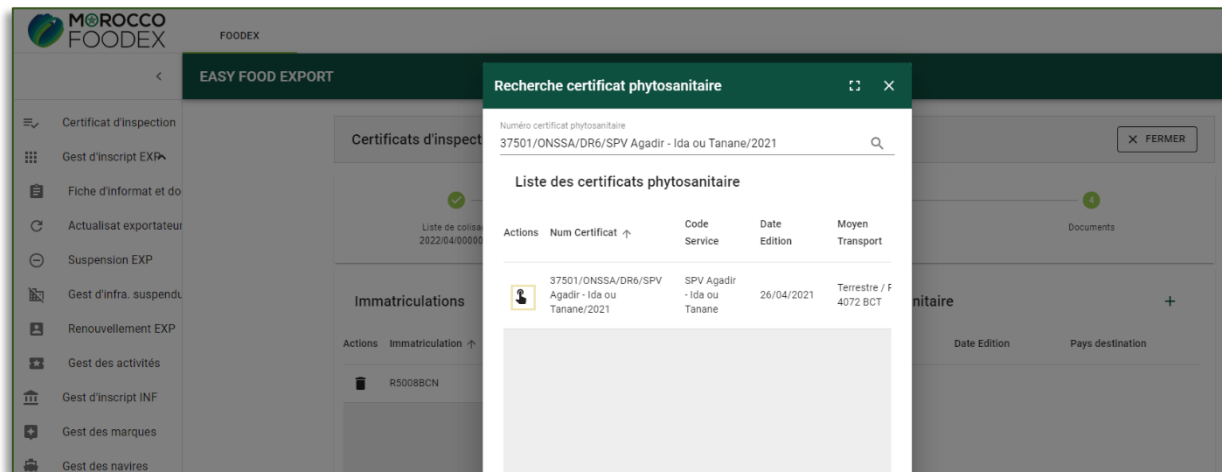 MOROCCO
FOODEX
FOODEX
EASY FOOD EXPORT
Certificat d'inspection
Gest d'inscript EXP
Fiche d'informat et do
Actualisat exportateur
Suspension EXP
Gest d'infra. suspendu
Renouvellement EXP
Gest des activités
Gest d'inscript INF
Gest des marques
Gest des navires
Certificats d'inspect
FERMER
Liste de colisa
2022/04/00000
4
Documents
Immatriculations
Actions Immatriculation
R5008BCN
nitaire
Date Edition Pays destination
Recherche certificat phytosanitaire
Numéro certificat phytosanitaire
37501/ONSSA/DR6/SPV Agadir - Ida ou Tanane/2021
Liste des certificats phytosanitaire
Actions Num Certificat Code Service Date Edition Moyen Transport
37501/ONSSA/DR6/SPV Agadir - Ida ou Tanane/2021 SPV Agadir - Ida ou Tanane 26/04/2021 Terrestre / 4072 BCT